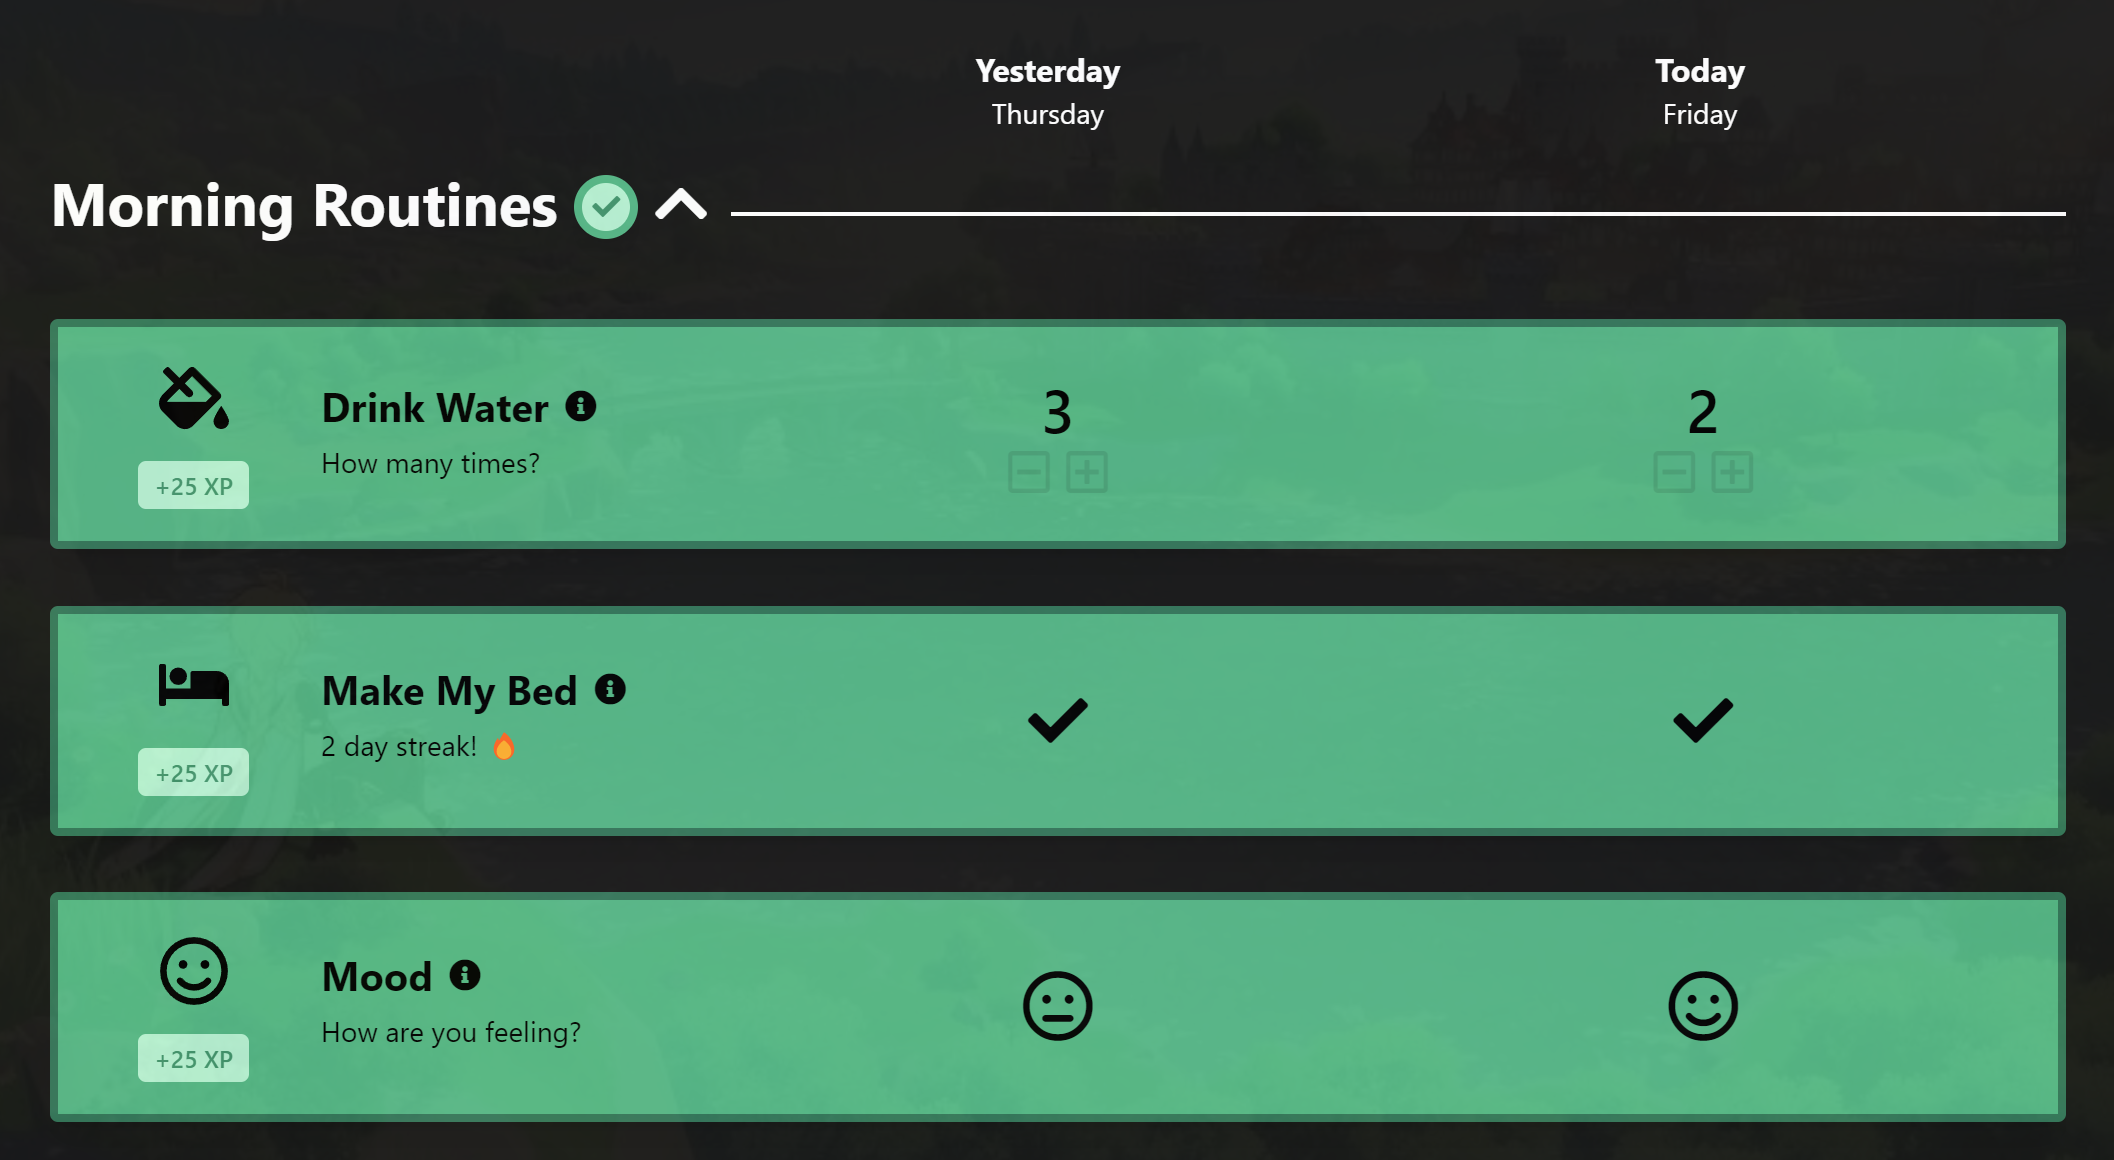 Yesterday
Thursday
Today
Friday
Morning Routines
Drink Water
How many times?
+25 XP
3
2
Make My Bed
2 day streak! 🔥
+25 XP
Mood
How are you feeling?
+25 XP